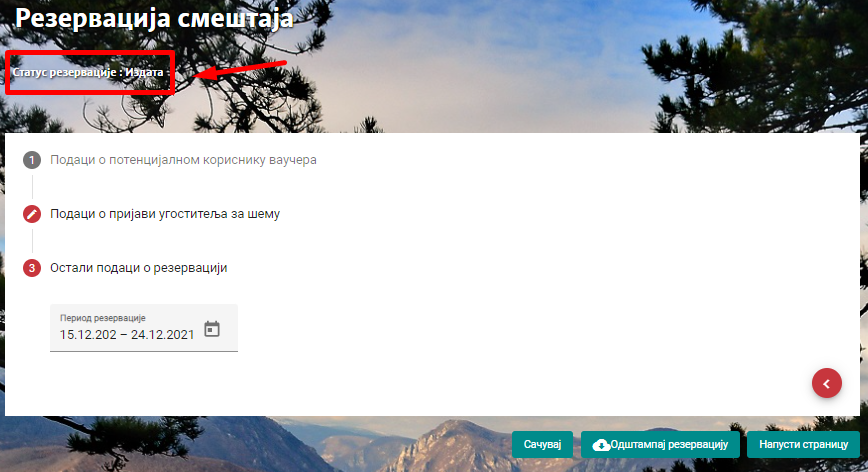 Резервација смештаја
Статус резервације : Издата
1 Подаци о потенцијалном кориснику ваучера
Подаци о пријави угоститеља за шему
3 Остали подаци о резервацији
Период резервације
15.12.202 – 24.12.2021
Сачувај Одштампај резервацију Напусти страницу